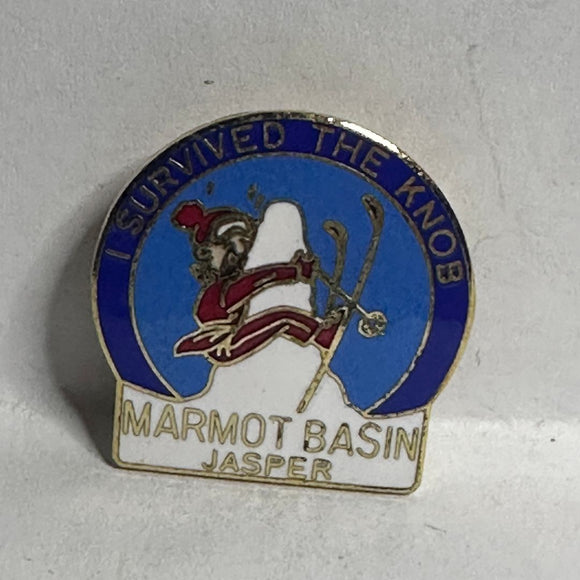 I SURVIVED THE KNOB
MARMOT BASIN
JASPER